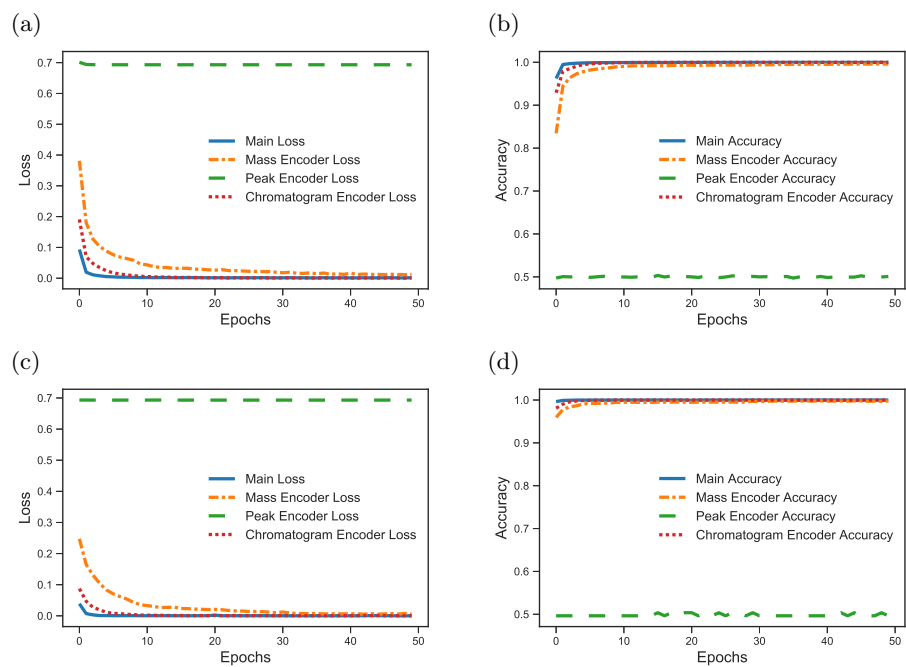 (a)
0.7
0.6
0.5
0.4
0.3
0.2
0.1
0.0
Loss
Main Loss
Mass Encoder Loss
Peak Encoder Loss
Chromatogram Encoder Loss
0 10 20 30 40 50
Epochs
(b)
1.0
0.9
0.8
0.7
0.6
0.5
Accuracy
Main Accuracy
Mass Encoder Accuracy
Peak Encoder Accuracy
Chromatogram Encoder Accuracy
0 10 20 30 40 50
Epochs
(c)
0.7
0.6
0.5
0.4
0.3
0.2
0.1
0.0
Loss
Main Loss
Mass Encoder Loss
Peak Encoder Loss
Chromatogram Encoder Loss
0 10 20 30 40 50
Epochs
(d)
1.0
0.9
0.8
0.7
0.6
0.5
Accuracy
Main Accuracy
Mass Encoder Accuracy
Peak Encoder Accuracy
Chromatogram Encoder Accuracy
0 10 20 30 40 50
Epochs